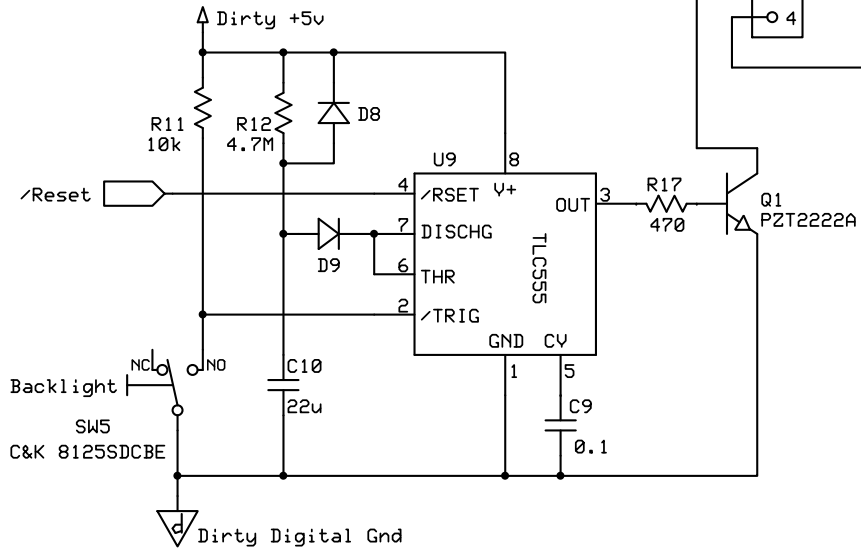 Dirty +5v
4
R11
10k
R12
4.7M
D8
U9
8
/Reset
4
/RSET
V+
3
OUT
R17
470
Q1
PZT2222A
7
DISCHG
D9
TLC555
6
THR
2
/TRIG
GND
CV
1
5
NC
NO
C10
22u
Backlight
C9
0.1
SW5
C&K 8125SDCBE
d
Dirty Digital Gnd